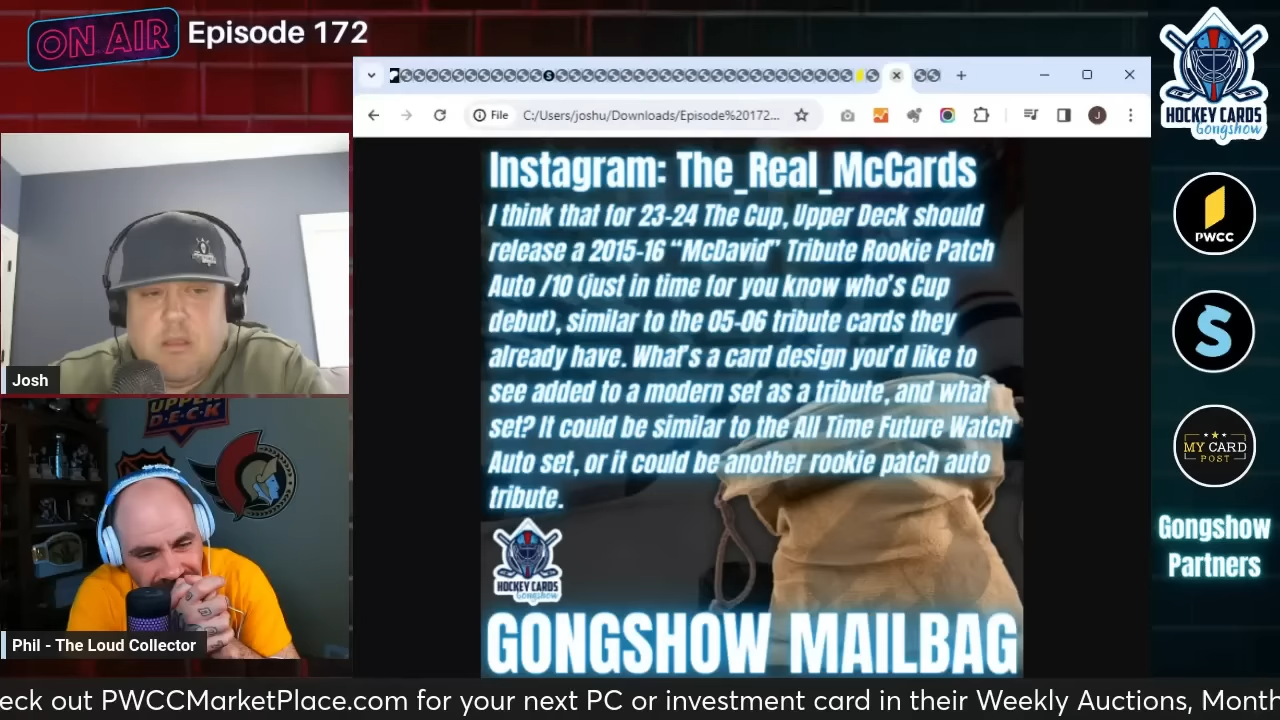 ON AIR
Episode 172
File
C:/Users/joshu/Downloads/Episode%20172...
J
HOCKEY CARDS
Gongshow
PWCC
S
MY CARD
POST
Gongshow
Partners
Instagram: The_Real_McCards
I think that for 23-24 The Cup, Upper Deck should
release a 2015-16 “McDavid” Tribute Rookie Patch
Auto /10 (just in time for you know who's Cup
debut), similar to the 05-06 tribute cards they
already have. What's a card design you'd like to
see added to a modern set as a tribute, and what
set? It could be similar to the All Time Future Watch
Auto set, or it could be another rookie patch auto
tribute.
HOCKEY CARDS
Gongshow
GONGSHOW MAILBAG
Josh
UPPER
DECK
Phil - The Loud Collector
eck out PWCCMarketPlace.com for your next PC or investment card in their Weekly Auctions, Month